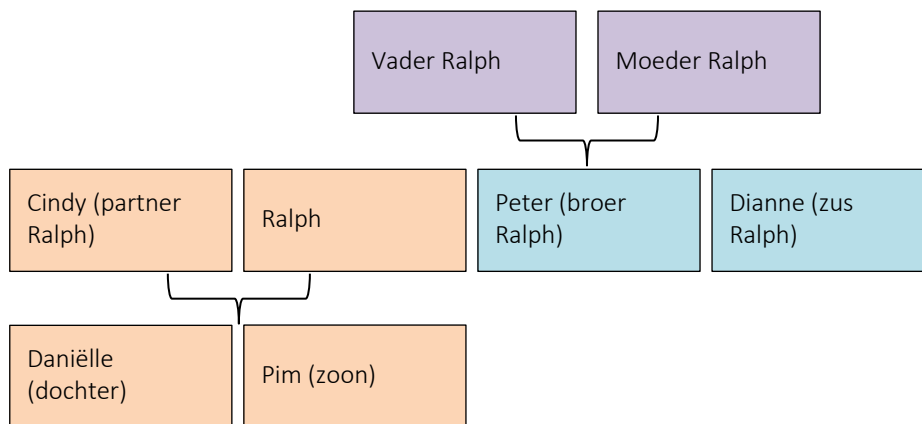 Vader Ralph
Moeder Ralph
Cindy (partner
Ralph)
Ralph
Peter (broer
Ralph)
Dianne (zus
Ralph)
Daniëlle
(dochter)
Pim (zoon)